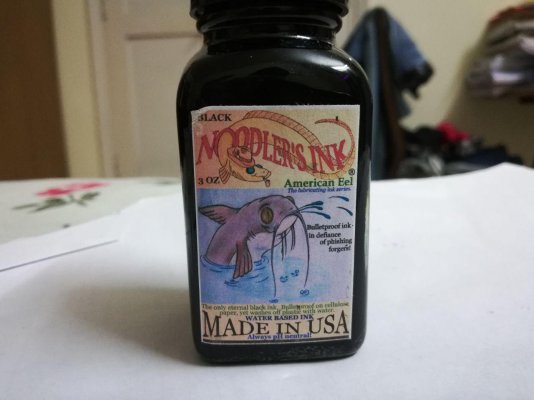 BLACK
NOODLER'S INK
3 OZ
American Eel ®
The lubricating ink series.
Bulletproof ink-
in defiance
of phishing
forgers!
The only eternal black ink. Bulletproof on cellulose
paper, yet washes off plastic with water.
WATER BASED INK
MADE IN USA
Always pH neutral!